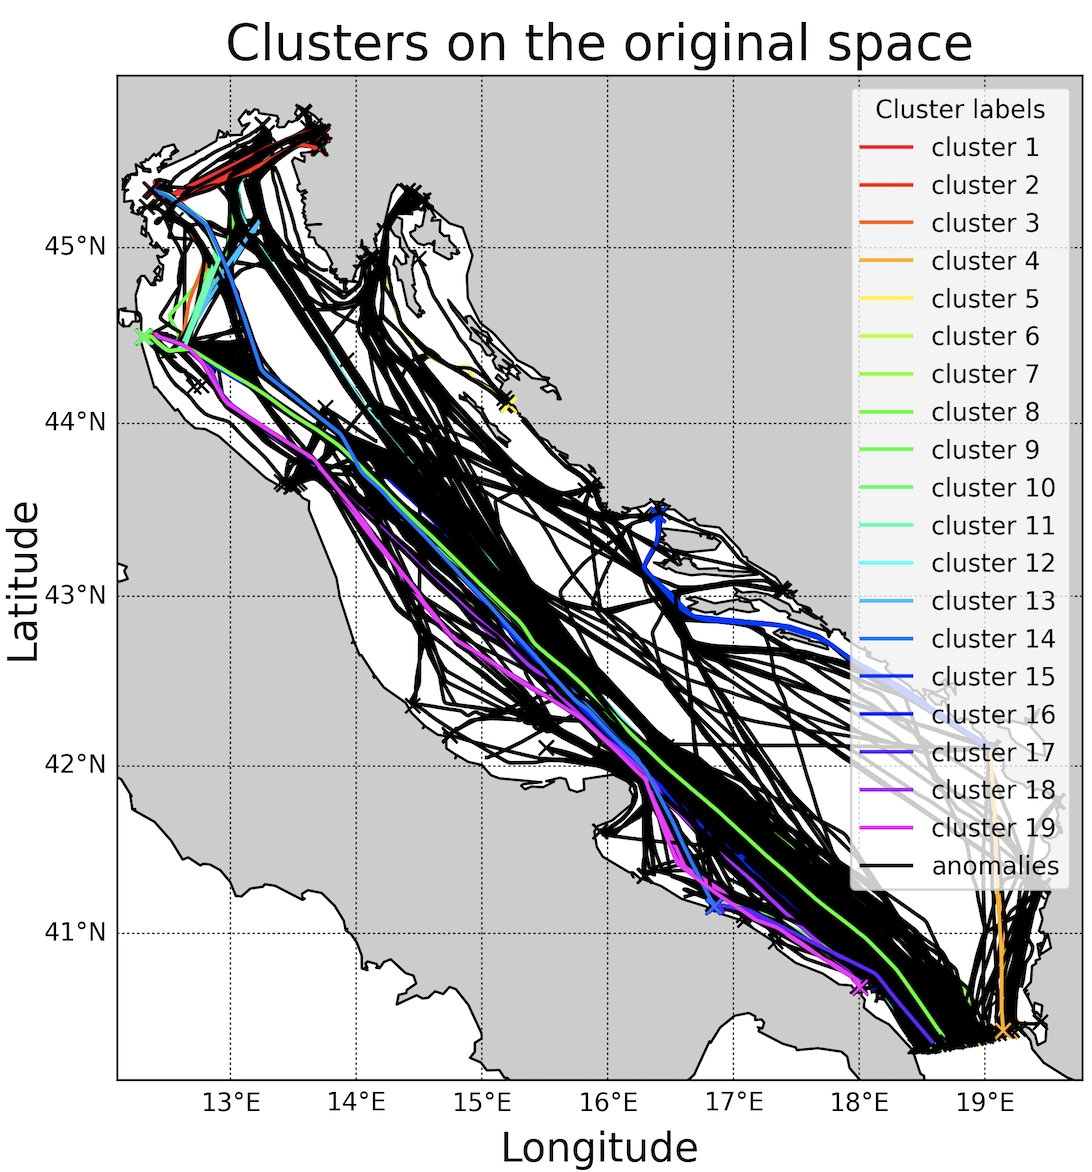 Clusters on the original space
Cluster labels
cluster 1
cluster 2
cluster 3
cluster 4
cluster 5
cluster 6
cluster 7
cluster 8
cluster 9
cluster 10
cluster 11
cluster 12
cluster 13
cluster 14
cluster 15
cluster 16
cluster 17
cluster 18
cluster 19
anomalies
45°N
44°N
43°N
42°N
41°N
Latitude
13°E
14°E
15°E
16°E
17°E
18°E
19°E
Longitude